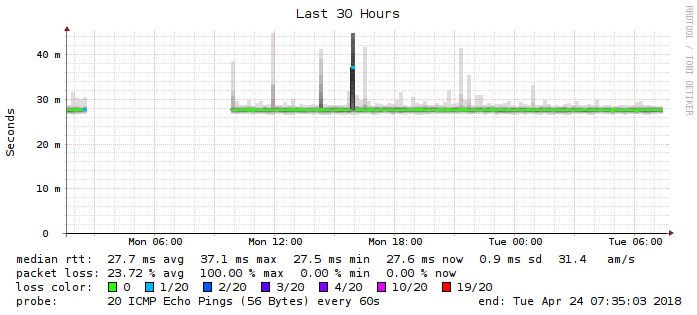 Last 30 Hours
RRDTOOL / TOBI OETIKER
Seconds
40 m
30 m
20 m
10 m
0
Mon 06:00 Mon 12:00 Mon 18:00 Tue 00:00 Tue 06:00
median rtt: 27.7 ms avg 37.1 ms max 27.5 ms min 27.6 ms now 0.9 ms sd 31.4 am/s
packet loss: 23.72 % avg 100.00 % max 0.00 % min 0.00 % now
loss color: 0 1/20 2/20 3/20 4/20 10/20 19/20
probe: 20 ICMP Echo Pings (56 Bytes) every 60s end: Tue Apr 24 07:35:03 2018